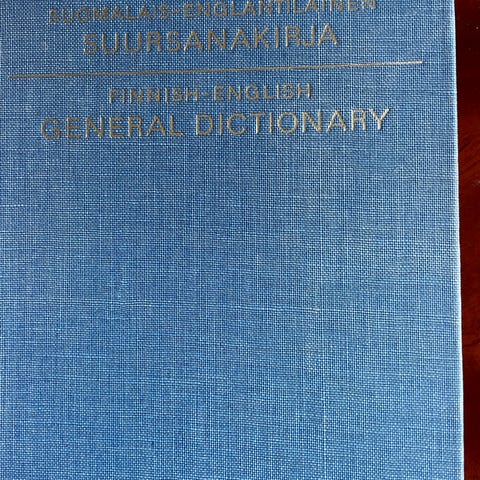 SUOMALAIS-ENGLANTILAINEN
SUURSANAKIRJA
FINNISH-ENGLISH
GENERAL DICTIONARY